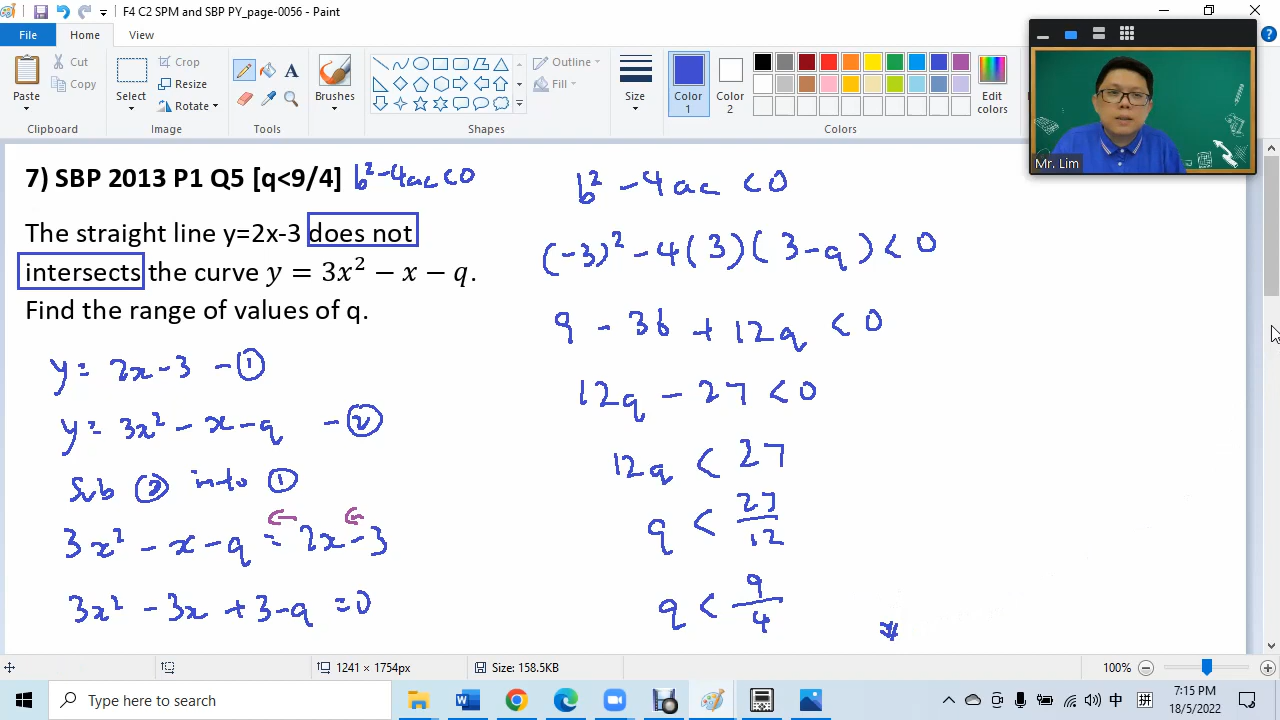 F4 C2 SPM and SBP PY_page-0056 - Paint
File Home View
Paste
Cut
Copy
Clipboard
Select
Crop
Resize
Rotate
Image
A
Tools
Brushes
Outline
Fill
Shapes
Size
Color 1
Color 2
Edit colors
Colors
Mr. Lim
7) SBP 2013 P1 Q5 [q<9/4] b² - 4ac < 0
The straight line y=2x-3 does not
intersects the curve y = 3x² − x − q.
Find the range of values of q.
y = 2x - 3 - ①
y = 3x² - x - q - ②
Sub ② into ①
3x² - x - q = 2x - 3
3x² - 3x + 3 - q = 0
b² - 4ac < 0
(-3)² - 4(3)(3-q) < 0
9 - 36 + 12q < 0
12q - 27 < 0
12q < 27
q < 27/12
q < 9/4
1241 × 1754px
Size: 158.5KB
100%
Type here to search
中
拼
7:15 PM
18/5/2022